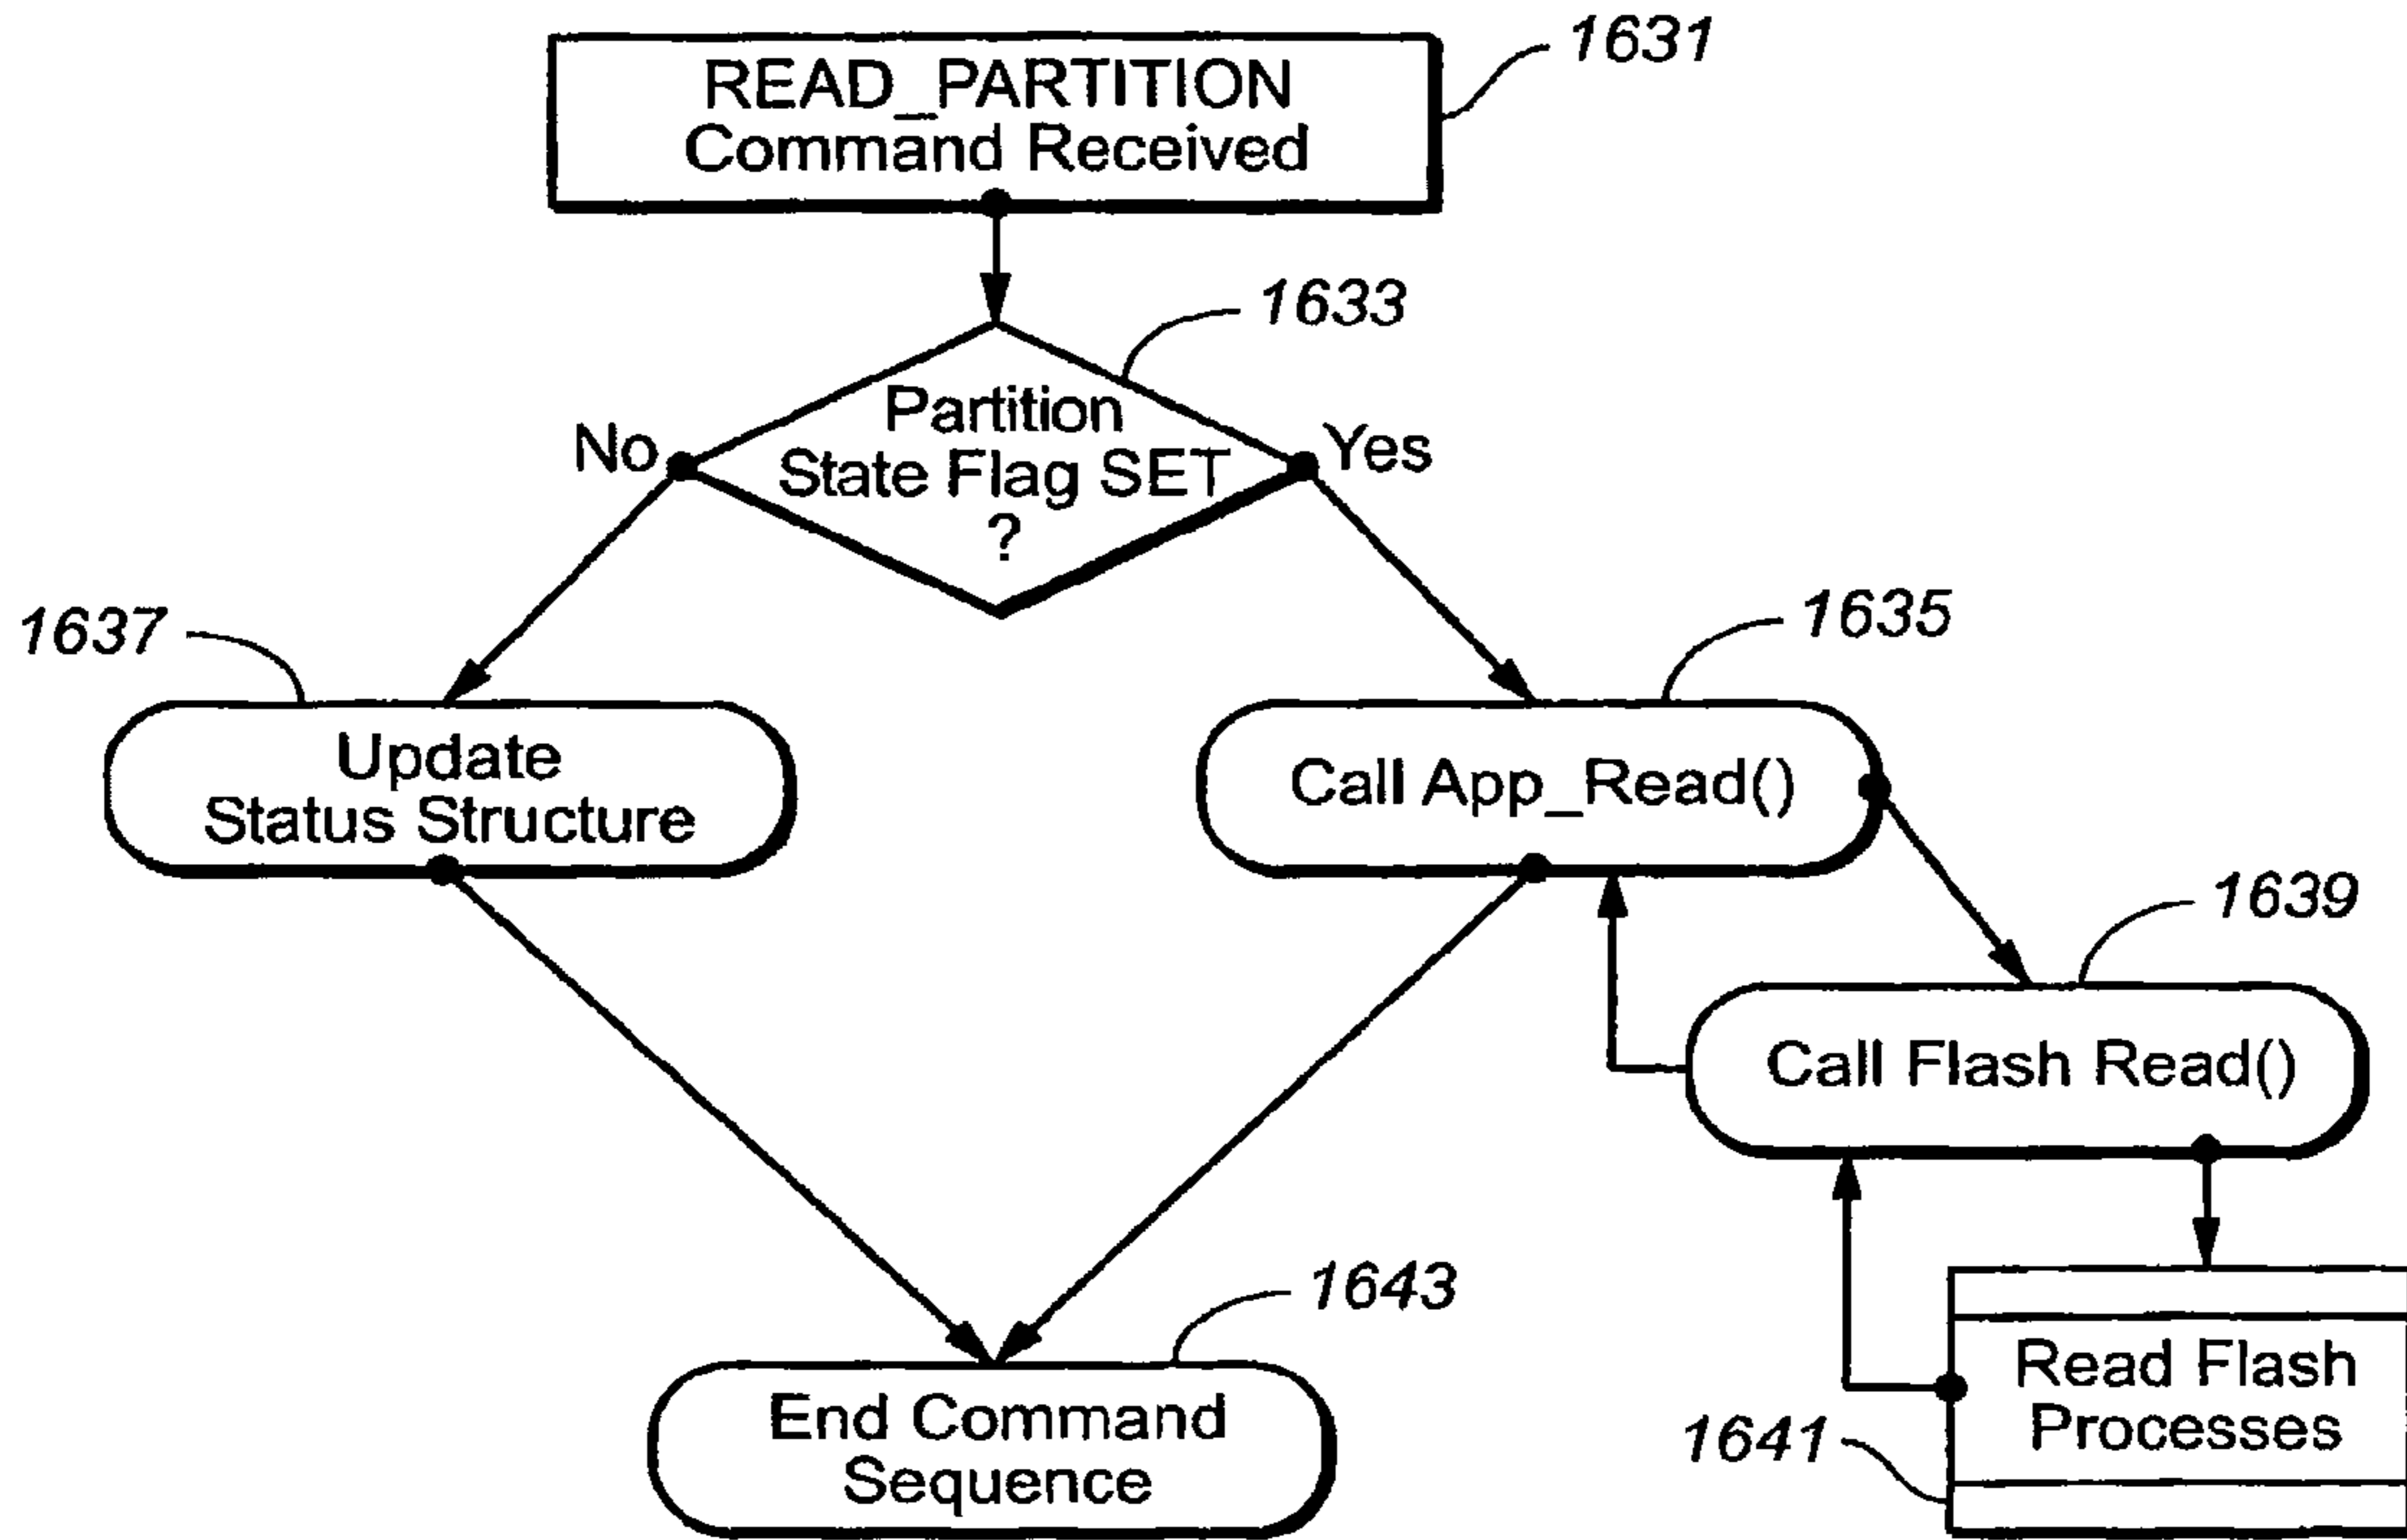 1631
READ_PARTITION
Command Received
1633
Partition
State Flag SET
?
No
Yes
1637
1635
Update
Status Structure
Call App_Read()
1639
Call Flash Read()
1643
End Command
Sequence
Read Flash
Processes
1641